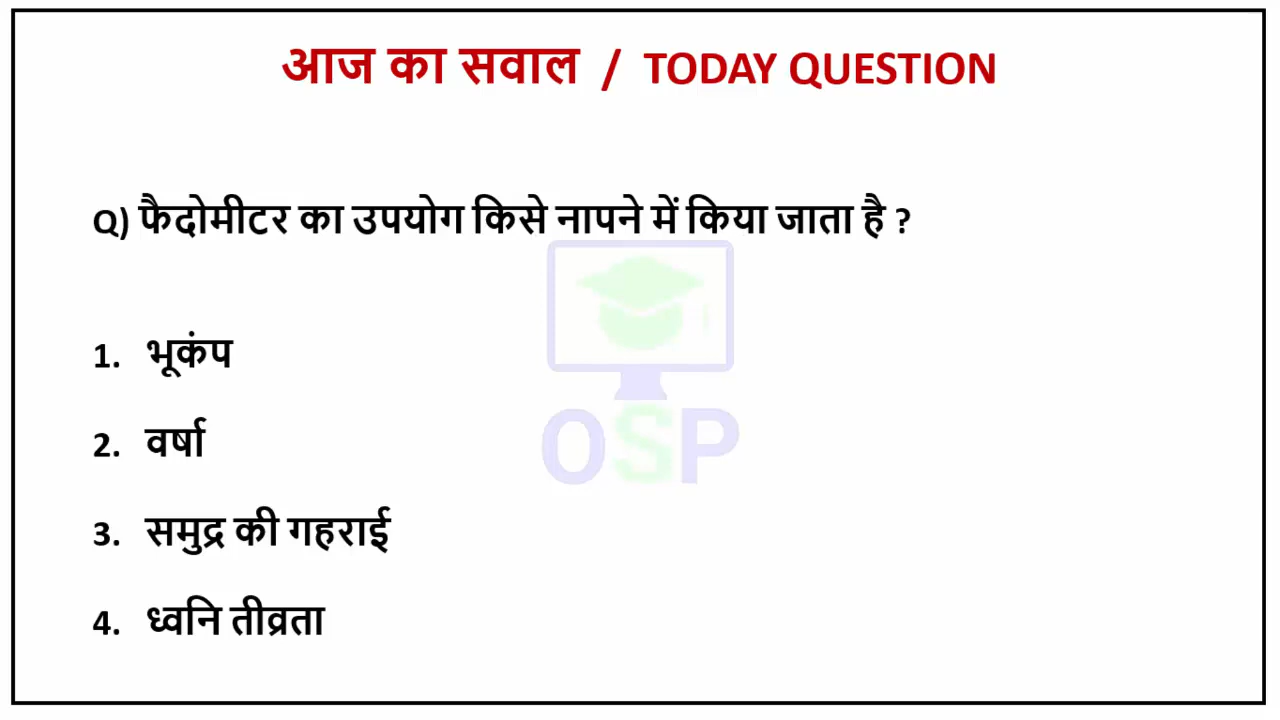 आज का सवाल / TODAY QUESTION
Q) फैदोमीटर का उपयोग किसे नापने में किया जाता है ?
1. भूकंप
2. वर्षा
3. समुद्र की गहराई
4. ध्वनि तीव्रता
OSP